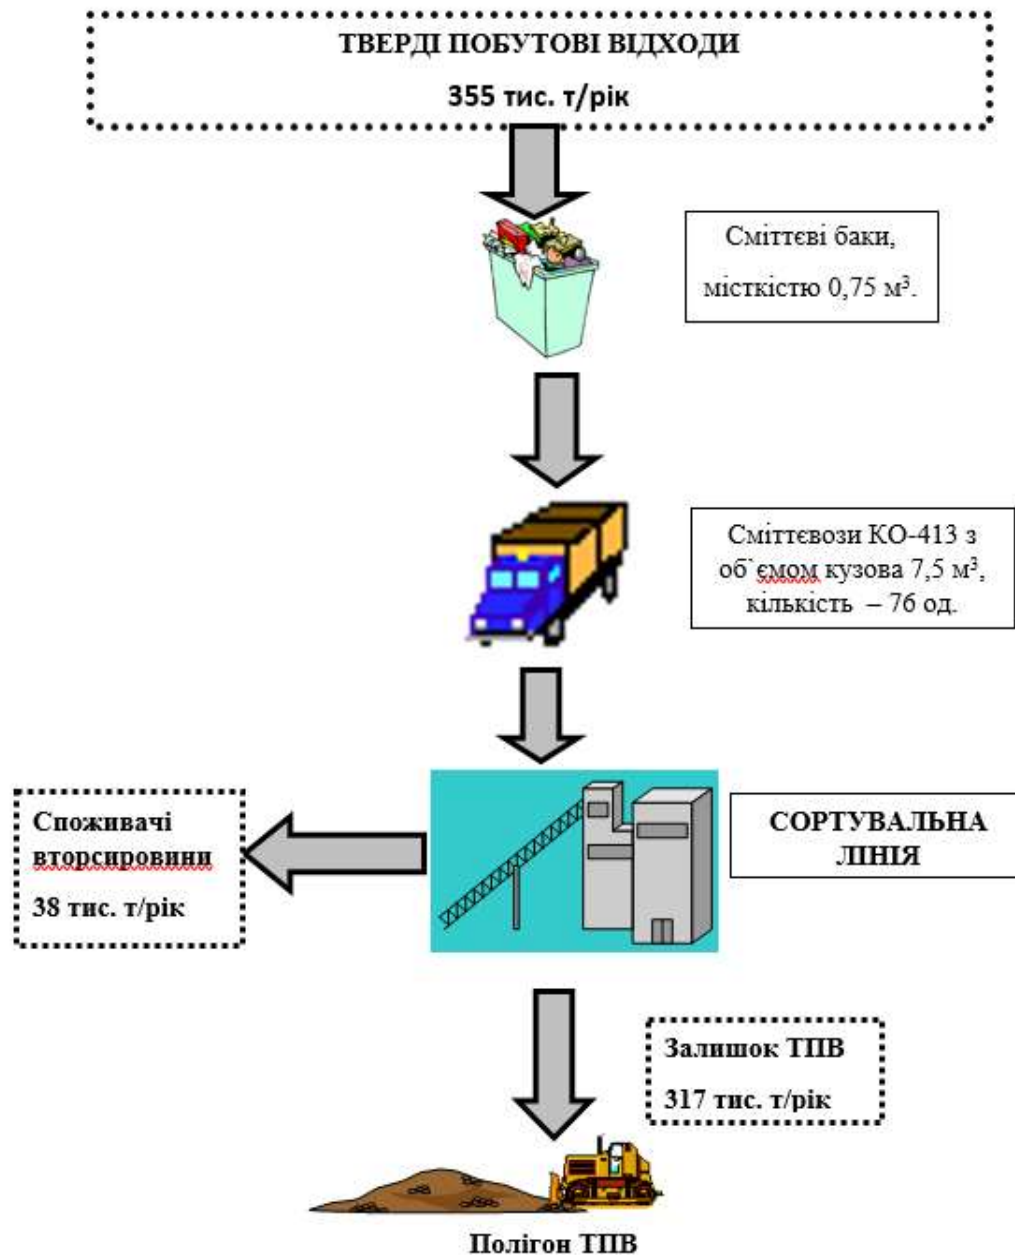 ТВЕРДІ ПОБУТОВІ ВІДХОДИ
355 тис. т/рік
Сміттєві баки,
місткістю 0,75 м³.
Сміттєвози КО-413 з
об`ємом кузова 7,5 м³,
кількість – 76 од.
СОРТУВАЛЬНА
ЛІНІЯ
Споживачі
вторсировини
38 тис. т/рік
Залишок ТПВ
317 тис. т/рік
Полігон ТПВ